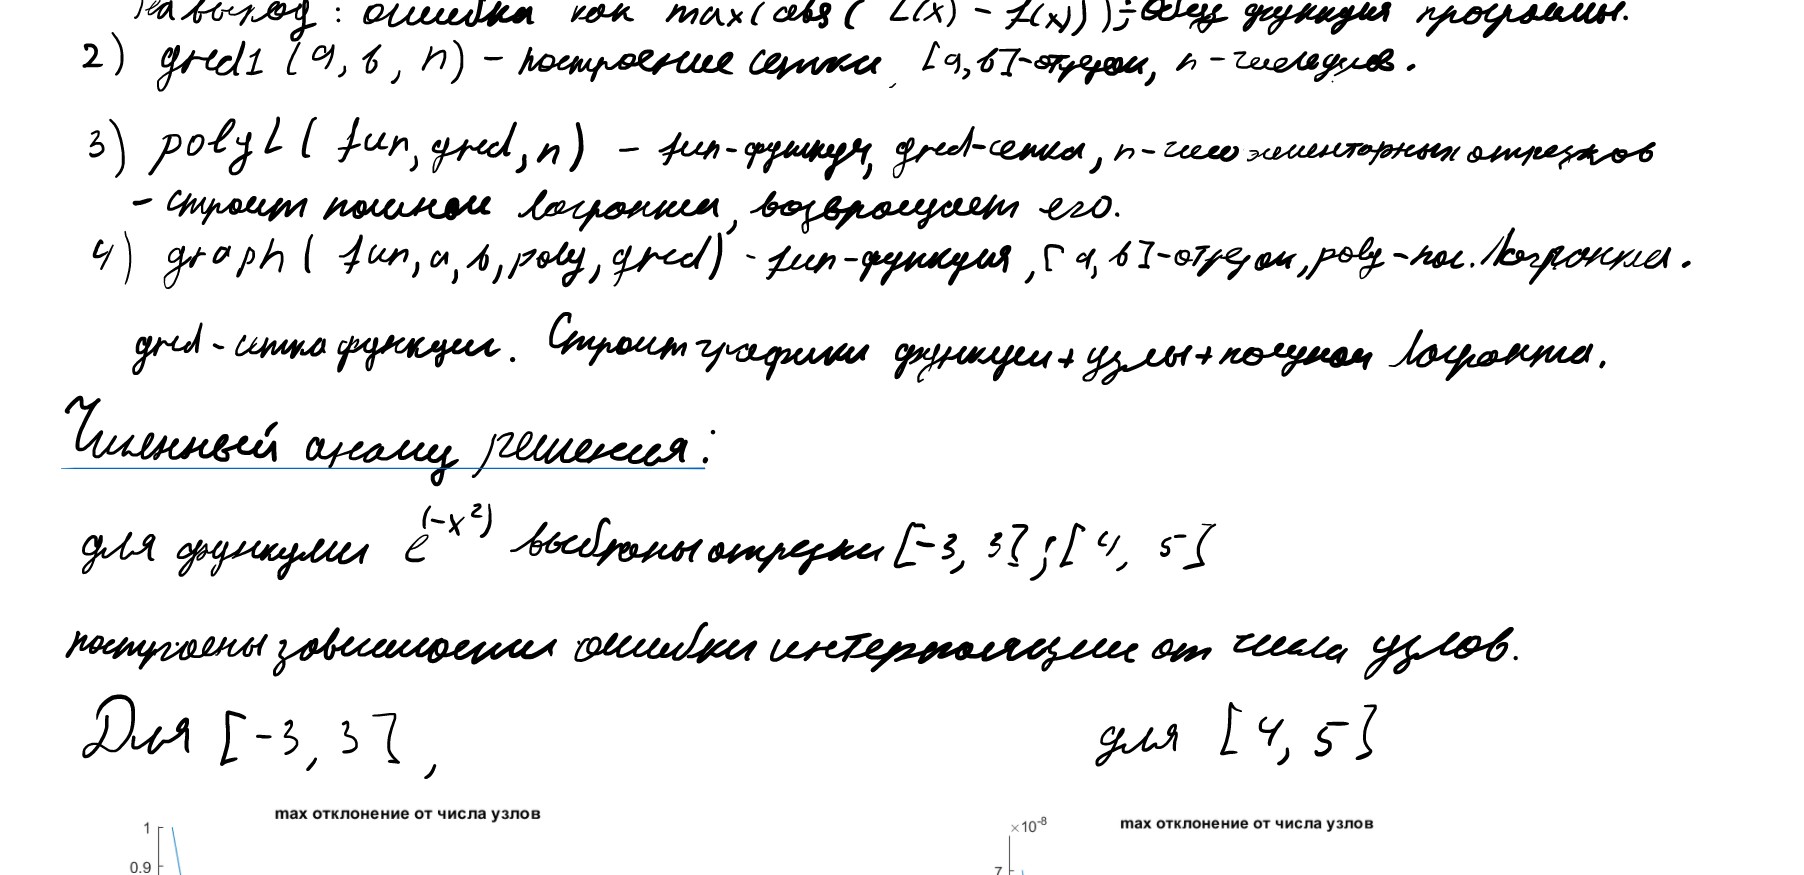 На выход: ошибка как max(abs(L(x) - f(x))); функция программы.
2) gred1 (a, b, n) - построение сетки, [a, b]-отрезок, n - число узлов.
3) polyL (fun, gred, n) - fun-функция, gred-сетка, n-число элементарных отрезков
- строит полином Лагранжа, возвращает его.
4) graph (fun, a, b, poly, gred) - fun-функция, [a, b]-отрезок, poly-пол. Лагранжа.
gred - сетка функции. Строит графики функции + узлы + полином Лагранжа.
Численный анализ решения:
для функции e^(-x²) выбраны отрезки [-3, 3]; [4, 5]
построены зависимости ошибки интерполяции от числа узлов.
Для [-3, 3], для [4, 5]
max отклонение от числа узлов
1
0.9
×10^-8
max отклонение от числа узлов
7